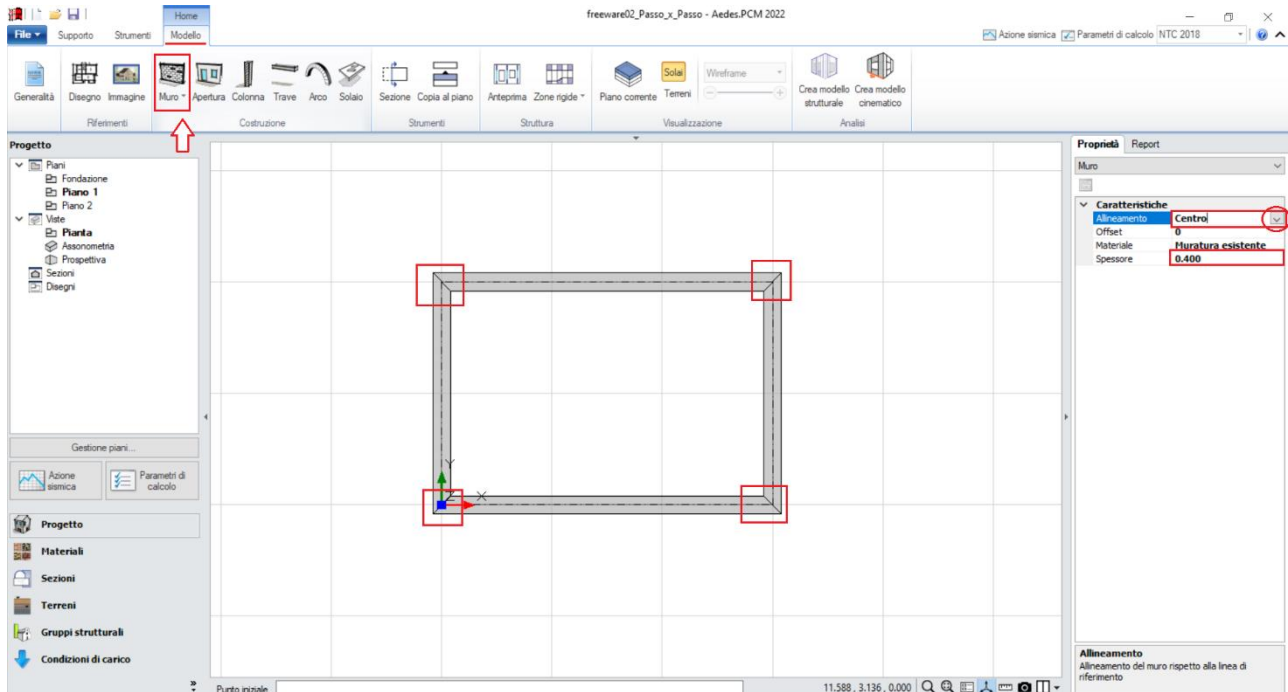 Home
freeware02_Passo_x_Passo - Aedes.PCM 2022
File Supporto Strumenti Modello
Azione sismica Parametri di calcolo NTC 2018
Generalità Disegno Immagine Muro Apertura Colonna Trave Arco Solaio Sezione Copia al piano Anteprima Zone rigide Piano corrente Solai Terreni Wireframe Crea modello strutturale Crea modello cinematico
Riferimenti Costruzione Strumenti Struttura Visualizzazione Analisi
Progetto
Piani
Fondazione
Piano 1
Piano 2
Viste
Pianta
Assonometria
Prospettiva
Sezioni
Disegni
Gestione piani...
Azione sismica
Parametri di calcolo
Progetto
Materiali
Sezioni
Terreni
Gruppi strutturali
Condizioni di carico
Y
Z X
Proprietà Report
Muro
Caratteristiche
Allineamento Centro
Offset 0
Materiale Muratura esistente
Spessore 0.400
Allineamento
Allineamento del muro rispetto alla linea di
riferimento
Punto iniziale
11.588, 3.136, 0.000